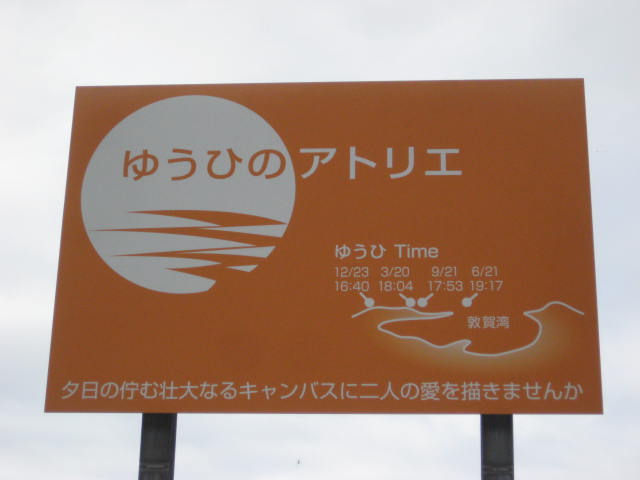 ゆうひのアトリエ
ゆうひ Time
12/23 3/20 9/21 6/21
16:40 18:04 17:53 19:17
敦賀湾
夕日の佇む壮大なるキャンバスに二人の愛を描きませんか